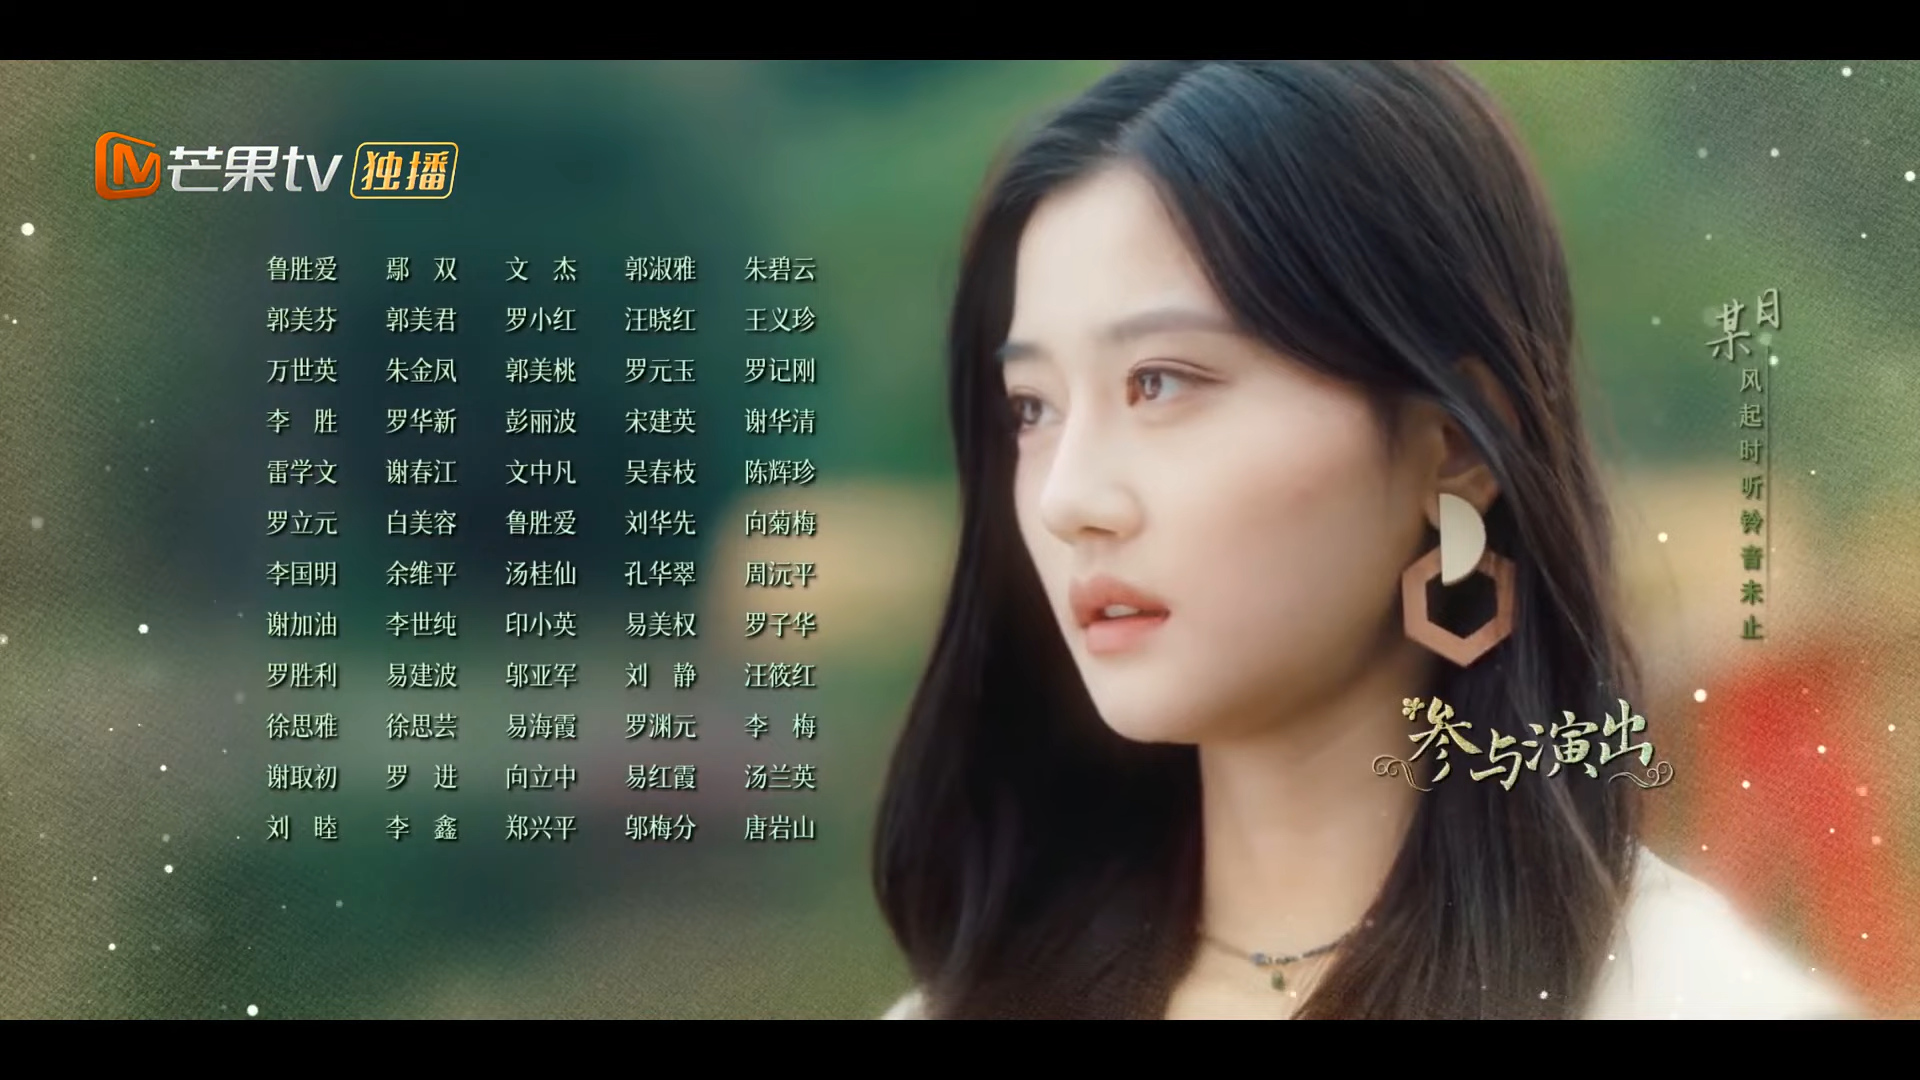 芒果tv 独播
鲁胜爱 鄢 双 文 杰 郭淑雅 朱碧云
郭美芬 郭美君 罗小红 汪晓红 王义珍
万世英 朱金凤 郭美桃 罗元玉 罗记刚
李 胜 罗华新 彭丽波 宋建英 谢华清
雷学文 谢春江 文中凡 吴春枝 陈辉珍
罗立元 白美容 鲁胜爱 刘华先 向菊梅
李国明 余维平 汤桂仙 孔华翠 周沅平
谢加油 李世纯 印小英 易美权 罗子华
罗胜利 易建波 邬亚军 刘 静 汪筱红
徐思雅 徐思芸 易海霞 罗渊元 李 梅
谢取初 罗 进 向立中 易红霞 汤兰英
刘 睦 李 鑫 郑兴平 邬梅分 唐岩山
某日
风起时听铃音未止
参与演出